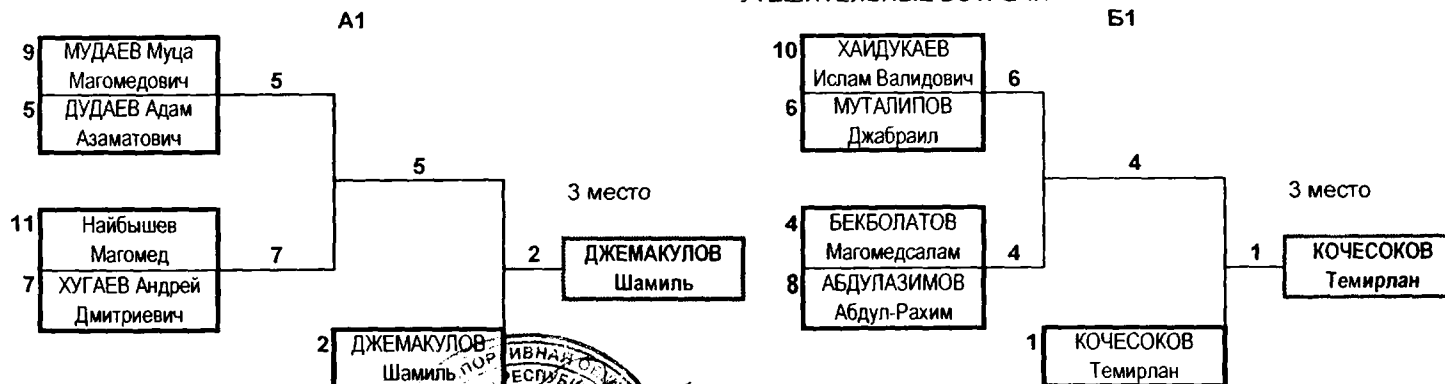 А1
Б1
9
МУДАЕВ Муца
Магомедович
5
ДУДАЕВ Адам
Азаматович
5
5
11
Найбышев
Магомед
7
ХУГАЕВ Андрей
Дмитриевич
7
2
ДЖЕМАКУЛОВ
Шамиль
3 место
2
ДЖЕМАКУЛОВ
Шамиль
10
ХАЙДУКАЕВ
Ислам Валидович
6
МУТАЛИПОВ
Джабраил
6
4
4
БЕКБОЛАТОВ
Магомедсалам
8
АБДУЛАЗИМОВ
Абдул-Рахим
4
1
КОЧЕСОКОВ
Темирлан
3 место
1
КОЧЕСОКОВ
Темирлан